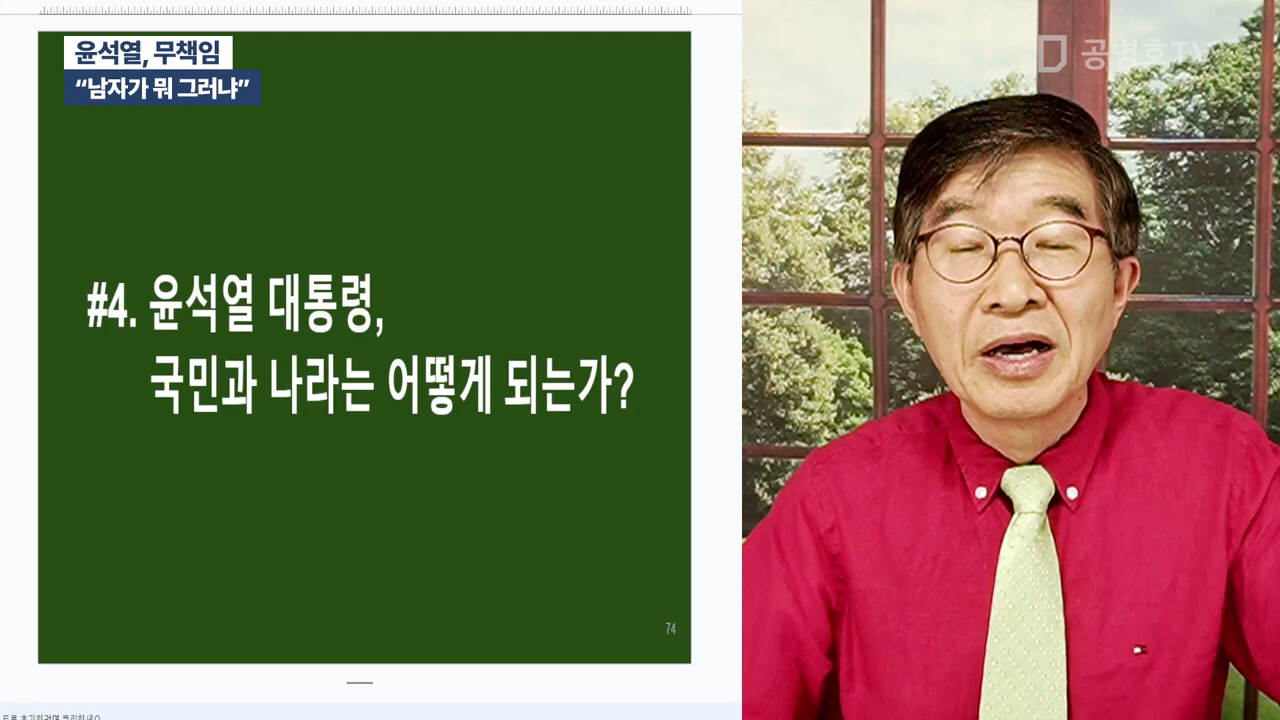 윤석열, 무책임
“남자가 뭐 그러냐”
공병호TV
#4. 윤석열 대통령,
국민과 나라는 어떻게 되는가?
74